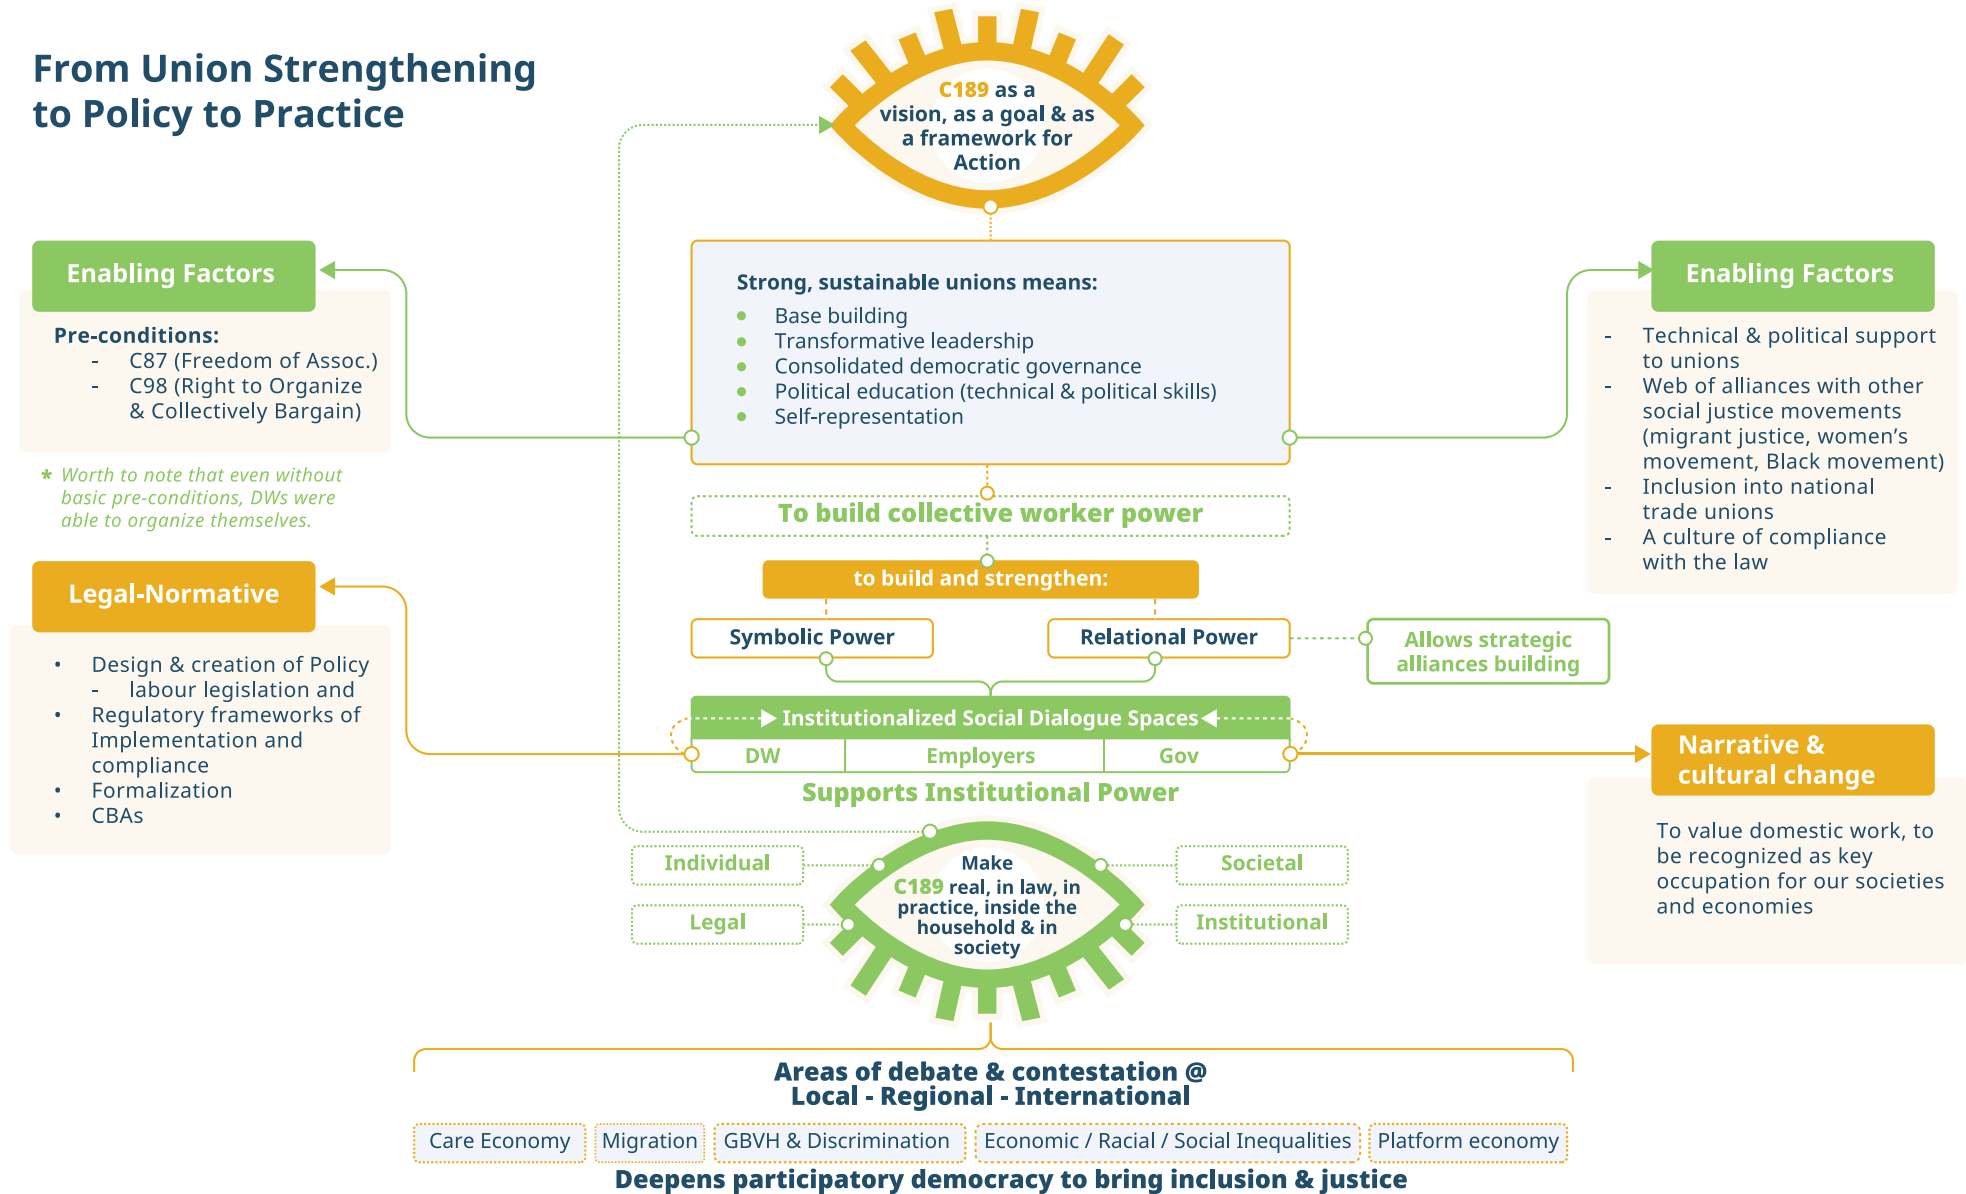 From Union Strengthening
to Policy to Practice
C189 as a
vision, as a goal & as
a framework for
Action
Enabling Factors
Pre-conditions:
- C87 (Freedom of Assoc.)
- C98 (Right to Organize
& Collectively Bargain)
* Worth to note that even without
basic pre-conditions, DWs were
able to organize themselves.
Strong, sustainable unions means:
• Base building
• Transformative leadership
• Consolidated democratic governance
• Political education (technical & political skills)
• Self-representation
Enabling Factors
- Technical & political support
to unions
- Web of alliances with other
social justice movements
(migrant justice, women’s
movement, Black movement)
- Inclusion into national
trade unions
- A culture of compliance
with the law
To build collective worker power
to build and strengthen:
Symbolic Power
Relational Power
Allows strategic
alliances building
Legal-Normative
• Design & creation of Policy
- labour legislation and
• Regulatory frameworks of
Implementation and
compliance
• Formalization
• CBAs
Institutionalized Social Dialogue Spaces
DW
Employers
Gov
Supports Institutional Power
Narrative &
cultural change
To value domestic work, to
be recognized as key
occupation for our societies
and economies
Individual
Legal
Make
C189 real, in law, in
practice, inside the
household & in
society
Societal
Institutional
Areas of debate & contestation @
Local - Regional - International
Care Economy
Migration
GBVH & Discrimination
Economic / Racial / Social Inequalities
Platform economy
Deepens participatory democracy to bring inclusion & justice